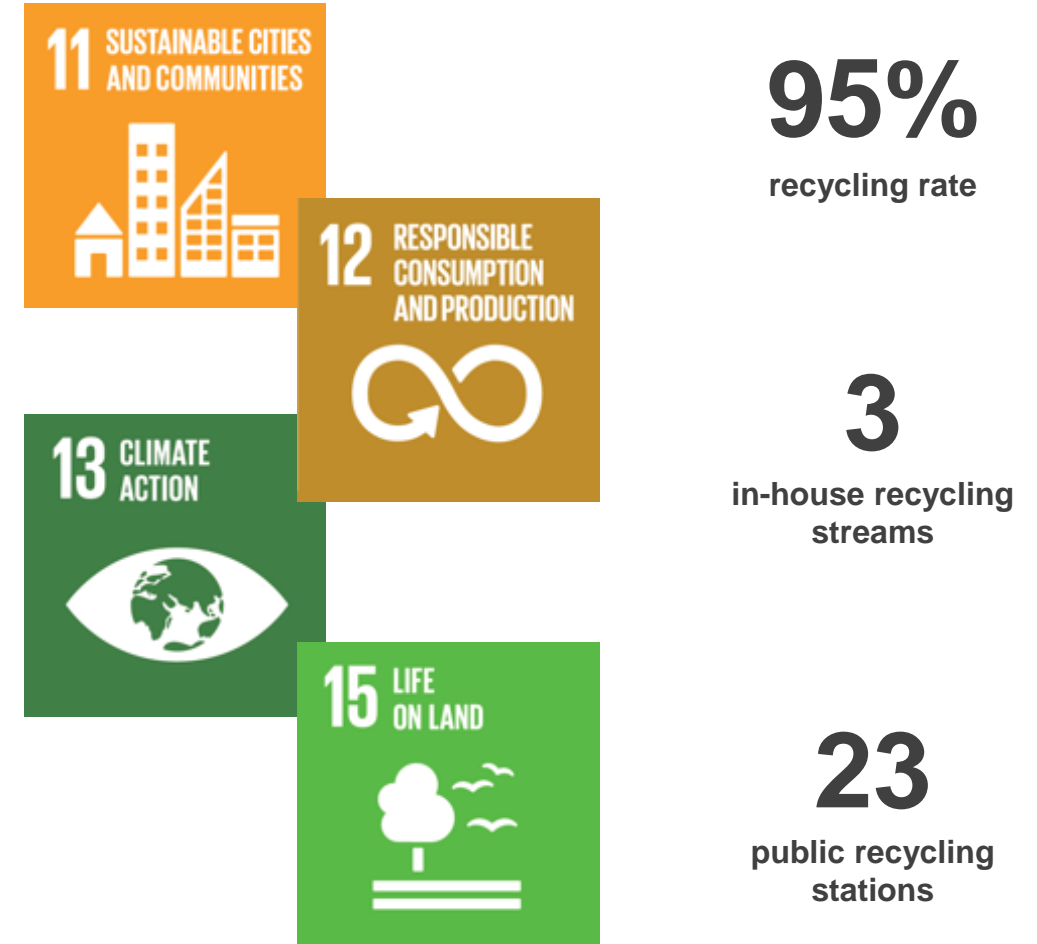 11 SUSTAINABLE CITIES
AND COMMUNITIES
12 RESPONSIBLE
CONSUMPTION
AND PRODUCTION
13 CLIMATE
ACTION
15 LIFE
ON LAND
95%
recycling rate
3
in-house recycling
streams
23
public recycling
stations